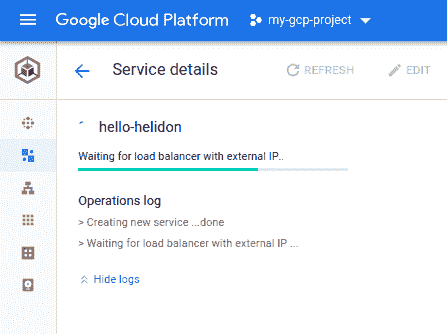 Google Cloud Platform
my-gcp-project
Service details
REFRESH
EDIT
hello-helidon
Waiting for load balancer with external IP..
Operations log
> Creating new service ...done
> Waiting for load balancer with external IP ...
Hide logs